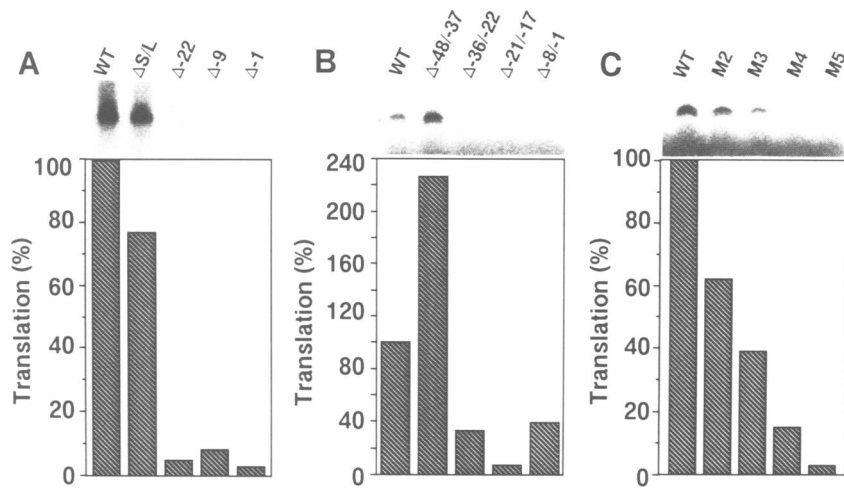 A
WT
ΔS/L
Δ-22
Δ-9
Δ-1
Translation (%)
100
80
60
40
20
0
B
WT
Δ-48/-37
Δ-36/-22
Δ-21/-17
Δ-8/-1
Translation (%)
240
200
160
120
80
40
0
C
WT
M2
M3
M4
M5
Translation (%)
100
80
60
40
20
0